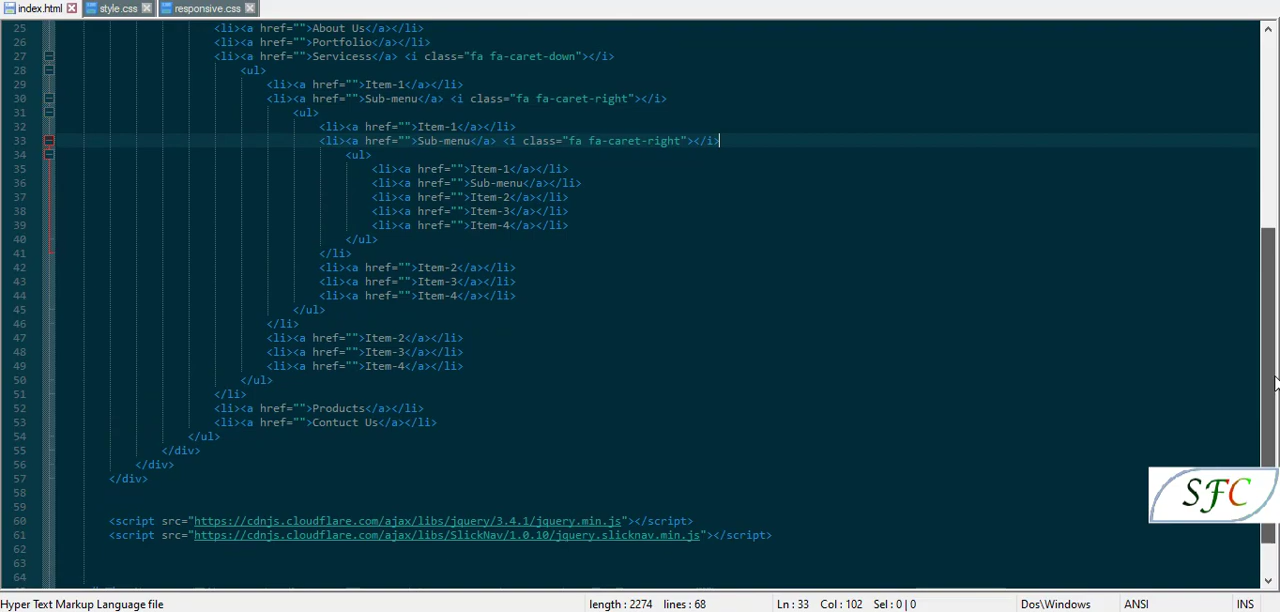 index.html style.css responsive.css
25 <li><a href="">About Us</a></li>
26 <li><a href="">Portfolio</a></li>
27 <li><a href="">Servicess</a> <i class="fa fa-caret-down"></i>
28 <ul>
29 <li><a href="">Item-1</a></li>
30 <li><a href="">Sub-menu</a> <i class="fa fa-caret-right"></i>
31 <ul>
32 <li><a href="">Item-1</a></li>
33 <li><a href="">Sub-menu</a> <i class="fa fa-caret-right"></i>
34 <ul>
35 <li><a href="">Item-1</a></li>
36 <li><a href="">Sub-menu</a></li>
37 <li><a href="">Item-2</a></li>
38 <li><a href="">Item-3</a></li>
39 <li><a href="">Item-4</a></li>
40 </ul>
41 </li>
42 <li><a href="">Item-2</a></li>
43 <li><a href="">Item-3</a></li>
44 <li><a href="">Item-4</a></li>
45 </ul>
46 </li>
47 <li><a href="">Item-2</a></li>
48 <li><a href="">Item-3</a></li>
49 <li><a href="">Item-4</a></li>
50 </ul>
51 </li>
52 <li><a href="">Products</a></li>
53 <li><a href="">Contuct Us</a></li>
54 </ul>
55 </div>
56 </div>
57 </div>
58
59
60 <script src="https://cdnjs.cloudflare.com/ajax/libs/jquery/3.4.1/jquery.min.js"></script>
61 <script src="https://cdnjs.cloudflare.com/ajax/libs/SlickNav/1.0.10/jquery.slicknav.min.js"></script>
62
63
64
SFC
Hyper Text Markup Language file length : 2274 lines : 68 Ln : 33 Col : 102 Sel : 0 | 0 Dos\Windows ANSI INS